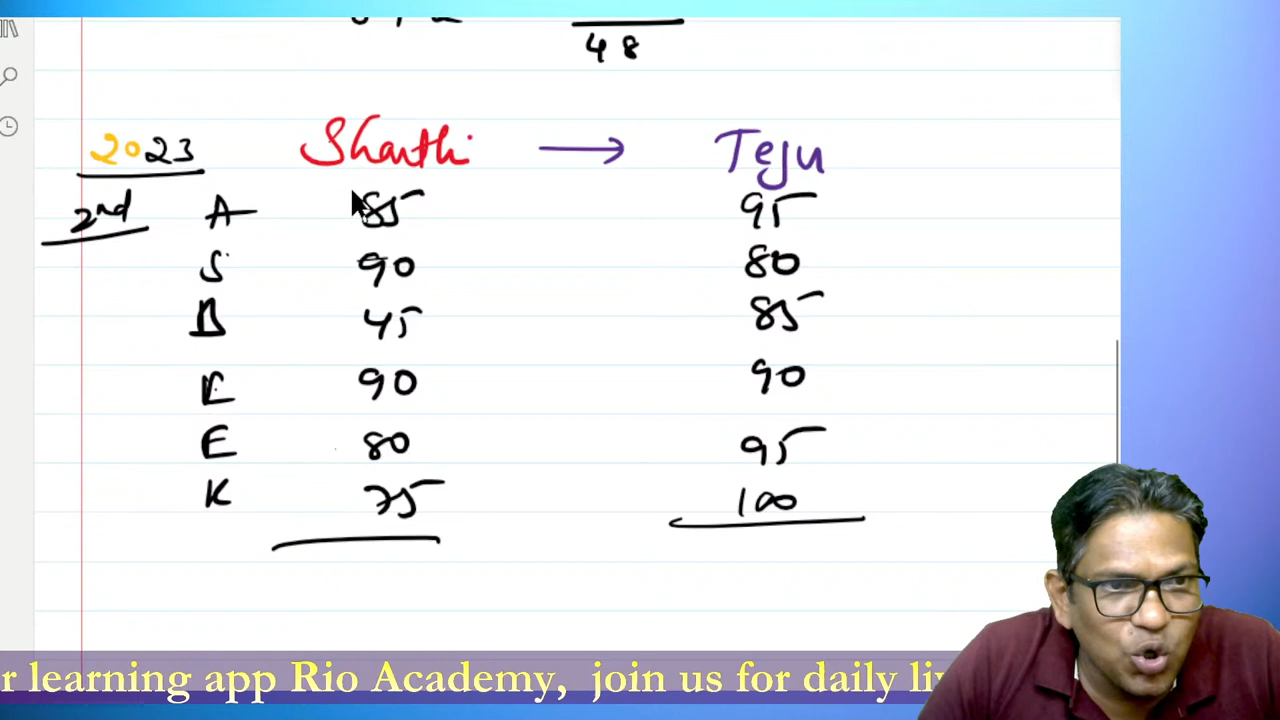 48
2023 Shanthi → Teju
2nd A 85 95
S 90 80
B 45 85
E 90 90
E 80 95
K 75 100
r learning app Rio Academy, join us for daily liv